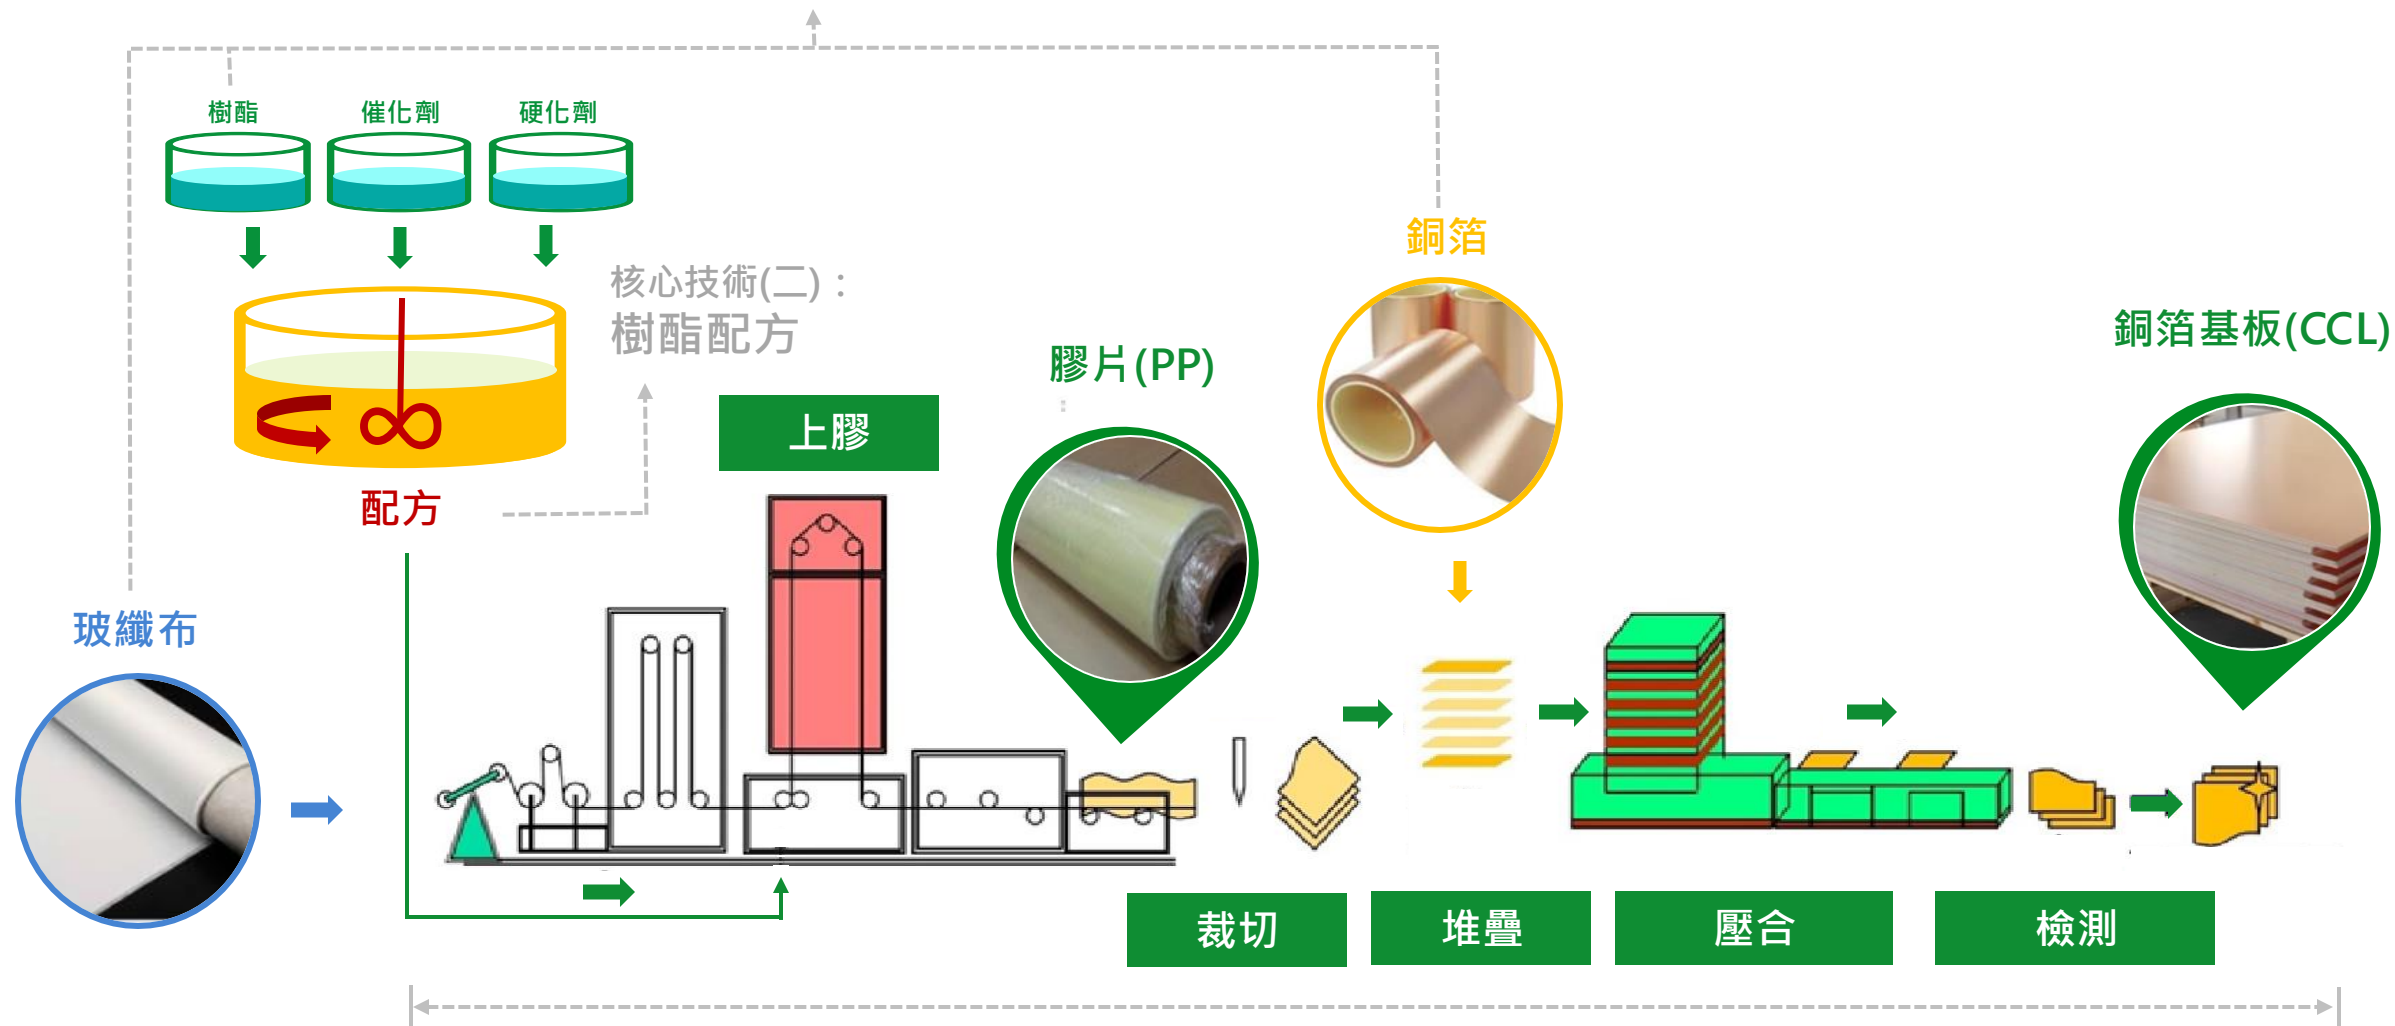 樹酯
催化劑
硬化劑
核心技術(二)：
樹酯配方
配方
玻纖布
上膠
膠片(PP)
銅箔
銅箔基板(CCL)
裁切
堆疊
壓合
檢測